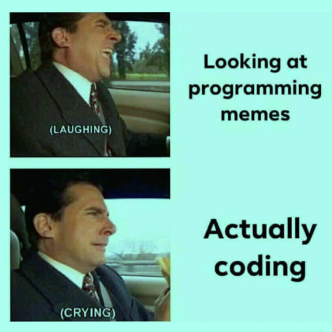 (LAUGHING)
Looking at
programming
memes
(CRYING)
Actually
coding